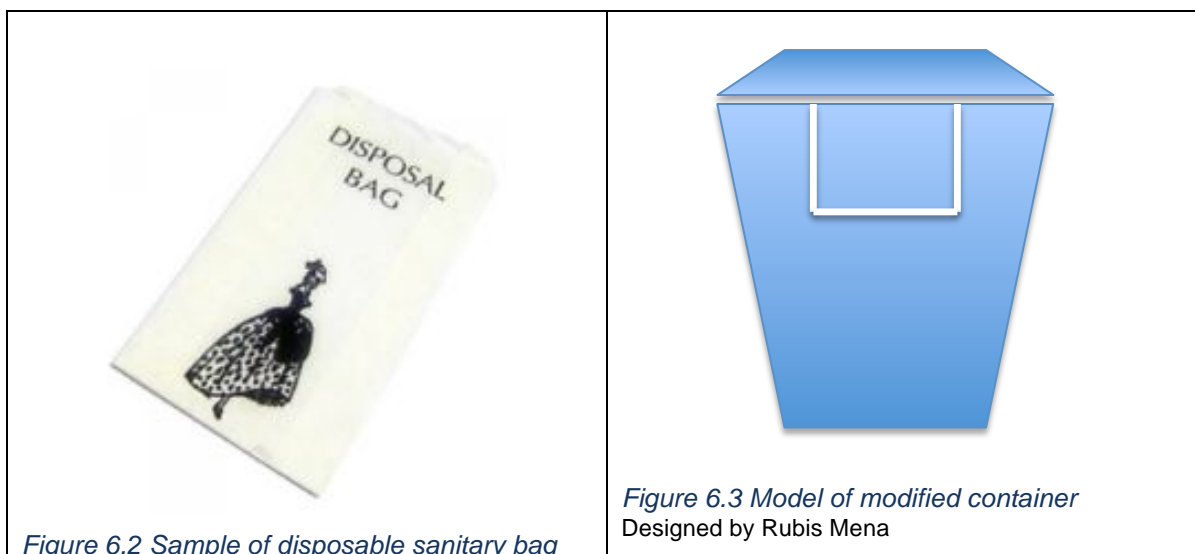 DISPOSAL
BAG
Figure 6.2 Sample of disposable sanitary bag
Figure 6.3 Model of modified container
Designed by Rubis Mena